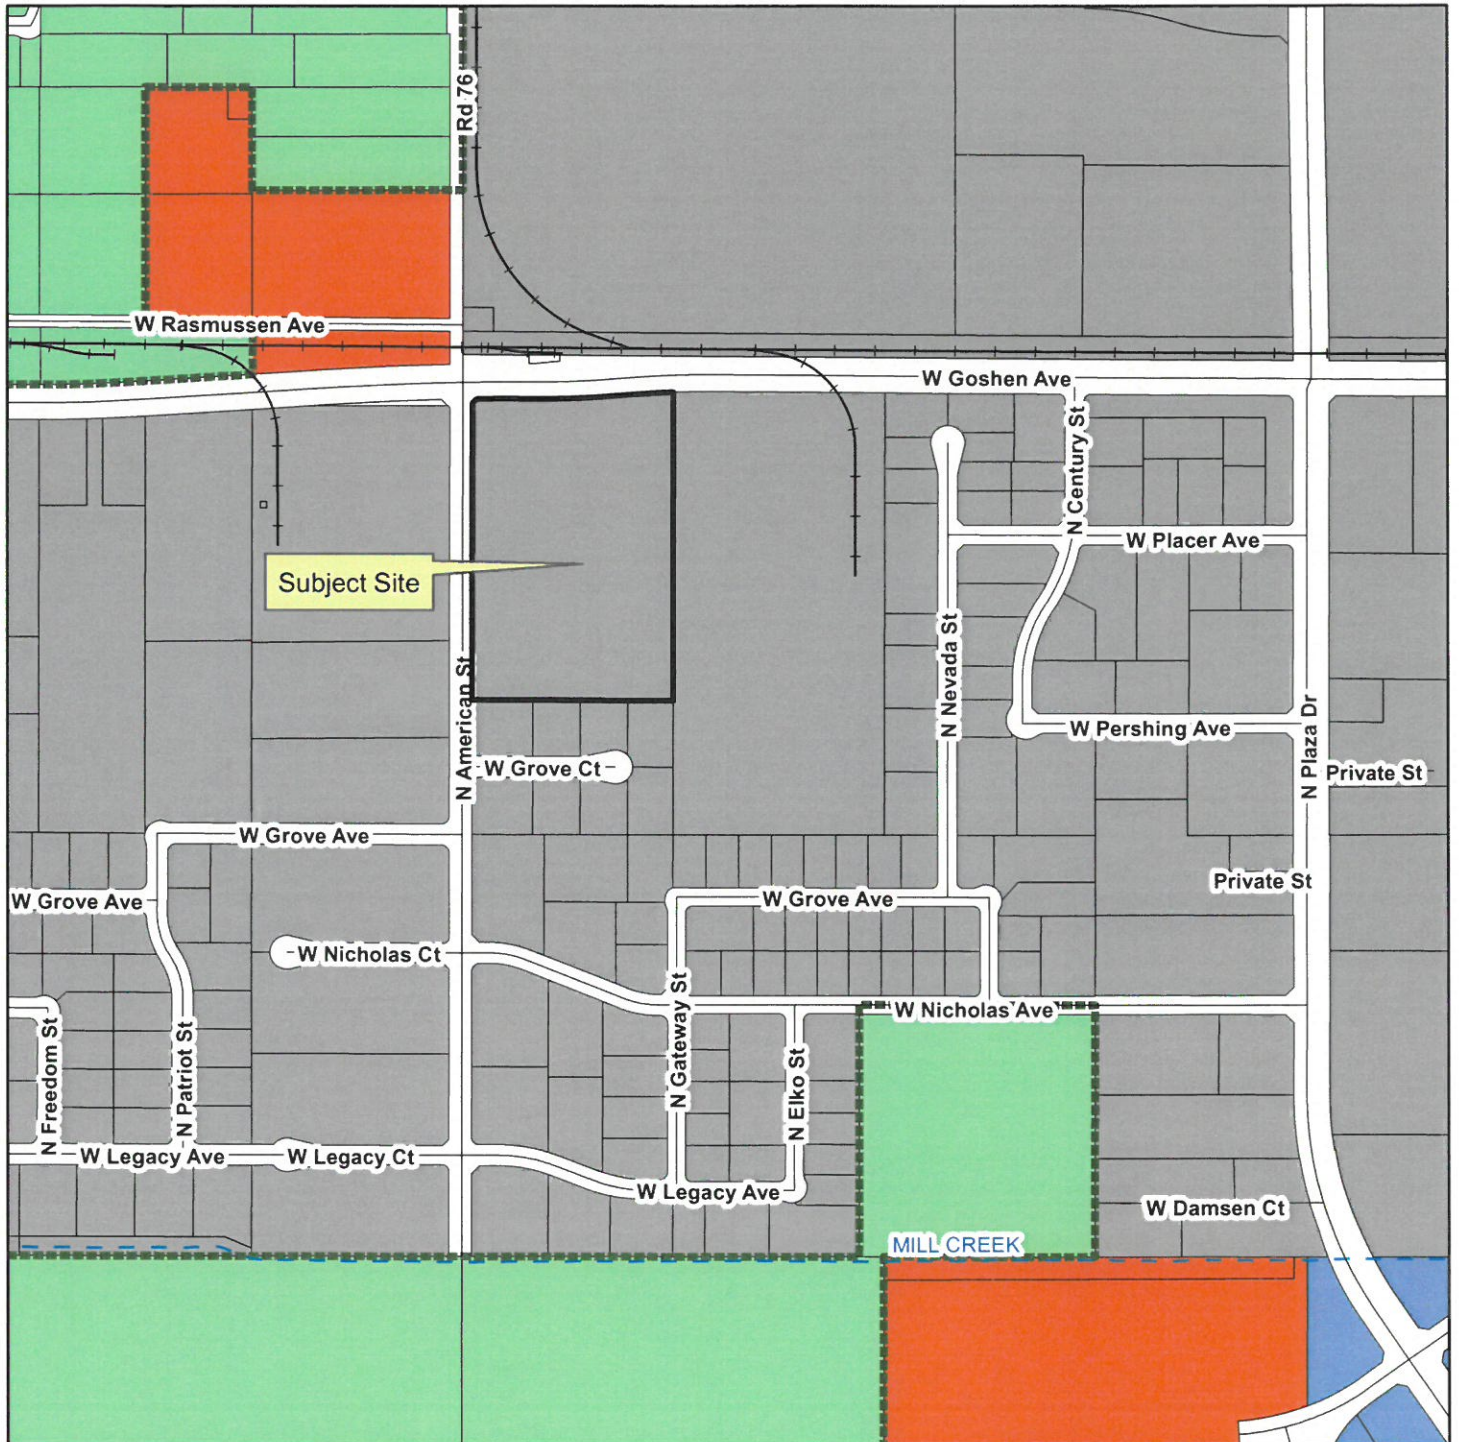 Rd 76
W Rasmussen Ave
W Goshen Ave
N Century St
W Placer Ave
Subject Site
N Nevada St
N American St
W Pershing Ave
N Plaza Dr
W Grove Ct
Private St
W Grove Ave
Private St
W Grove Ave
W Grove Ave
W Nicholas Ct
N Gateway St
W Nicholas Ave
N Freedom St
N Patriot St
N Elko St
W Legacy Ave
W Legacy Ct
W Legacy Ave
W Damsen Ct
MILL CREEK